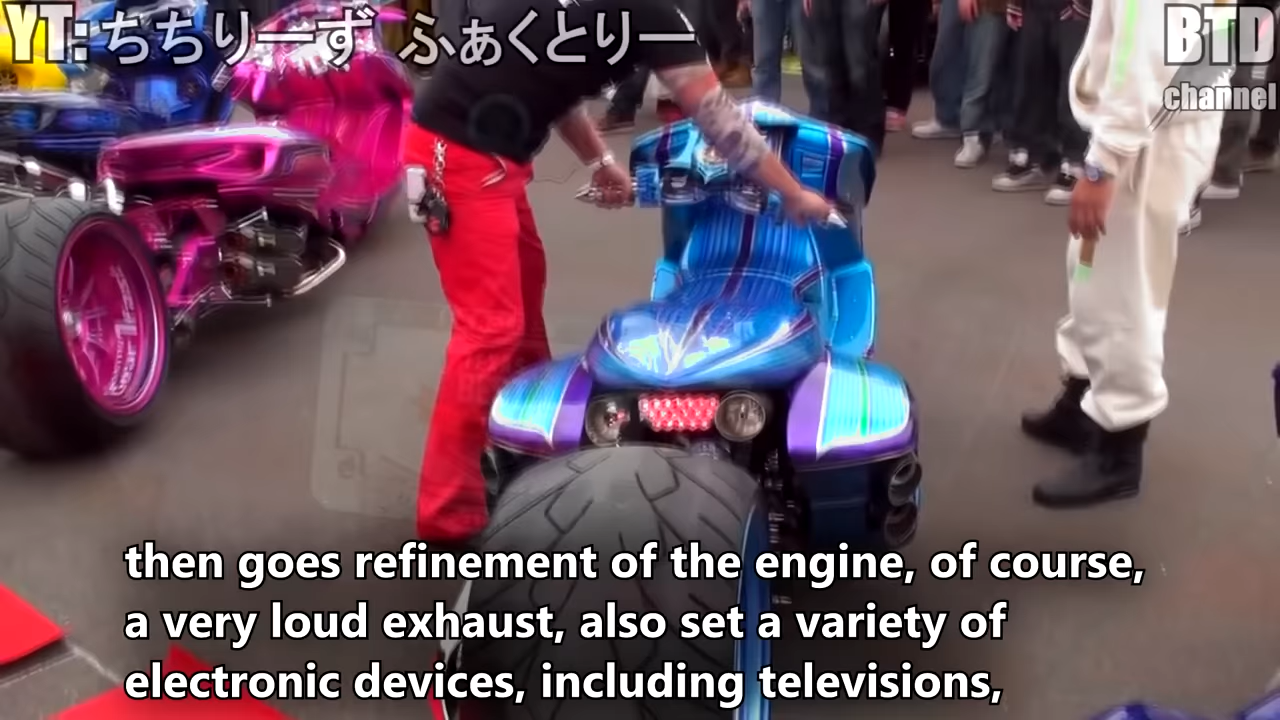 YT: ちちりーず ふぁくとりー
BTD
channel
then goes refinement of the engine, of course,
a very loud exhaust, also set a variety of
electronic devices, including televisions,